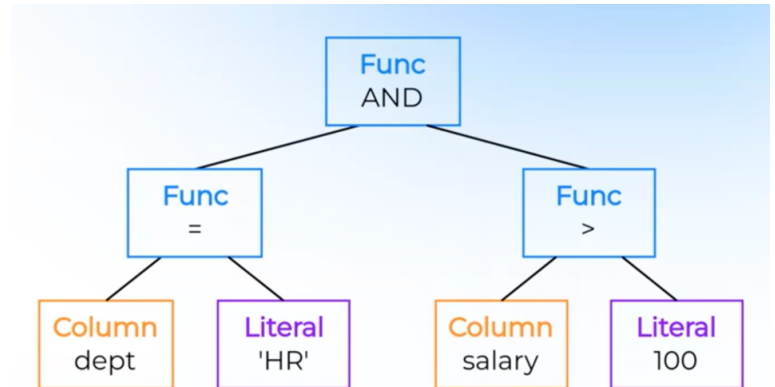 Func
AND
Func
=
Func
>
Column
dept
Literal
'HR'
Column
salary
Literal
100